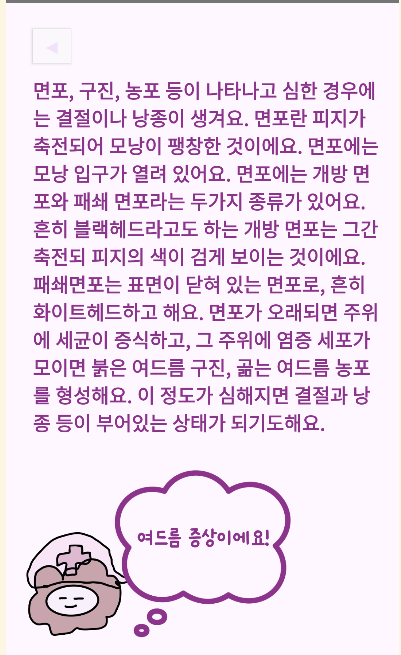 면포, 구진, 농포 등이 나타나고 심한 경우에
는 결절이나 낭종이 생겨요. 면포란 피지가
축전되어 모낭이 팽창한 것이에요. 면포에는
모낭 입구가 열려 있어요. 면포에는 개방 면
포와 패쇄 면포라는 두가지 종류가 있어요.
흔히 블랙헤드라고도 하는 개방 면포는 그간
축전되 피지의 색이 검게 보이는 것이에요.
패쇄면포는 표면이 닫혀 있는 면포로, 흔히
화이트헤드하고 해요. 면포가 오래되면 주위
에 세균이 증식하고, 그 주위에 염증 세포가
모이면 붉은 여드름 구진, 곪는 여드름 농포
를 형성해요. 이 정도가 심해지면 결절과 낭
종 등이 부어있는 상태가 되기도해요.
여드름 증상이에요!